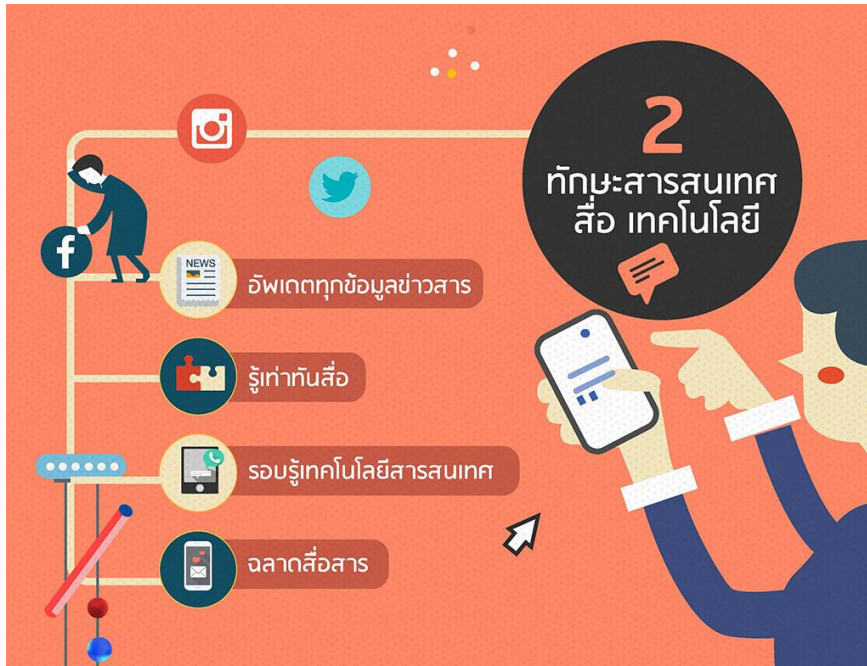 2
ทักษะสารสนเทศ
สื่อ เทคโนโลยี
NEWS
อัพเดตทุกข้อมูลข่าวสาร
รู้เท่าทันสื่อ
รอบรู้เทคโนโลยีสารสนเทศ
ฉลาดสื่อสาร